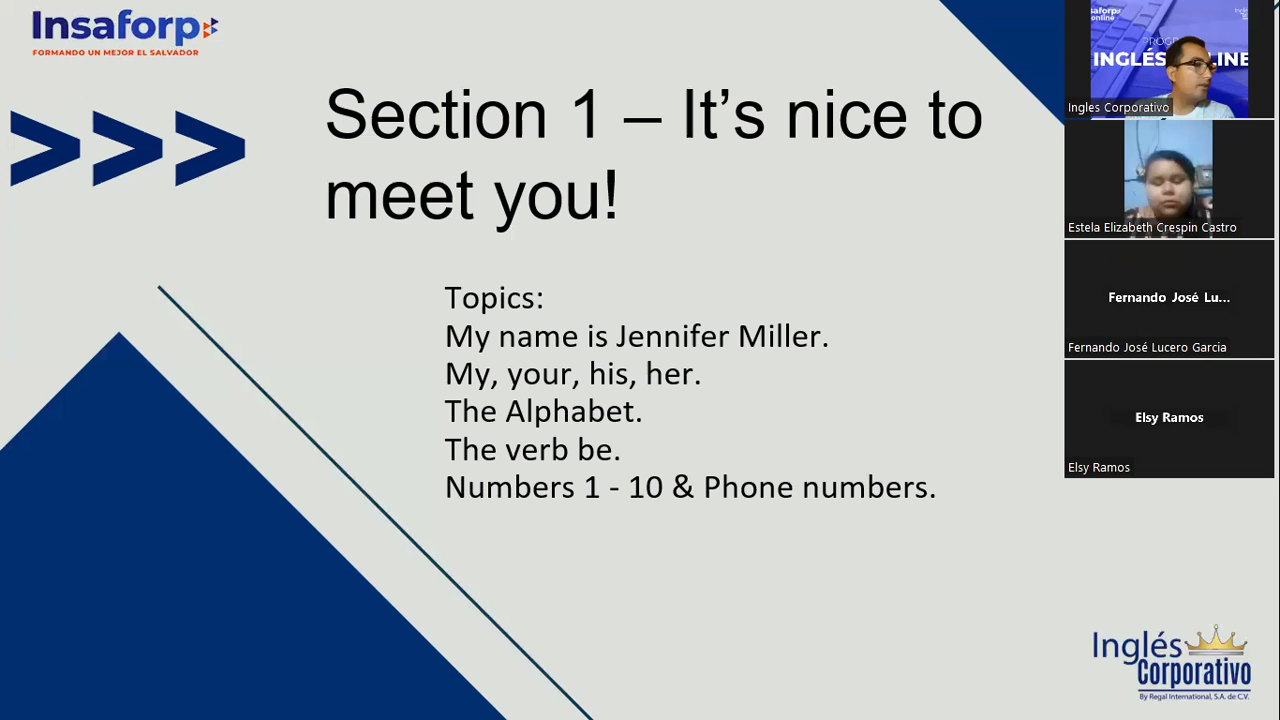 Insaforp
FORMANDO UN MEJOR EL SALVADOR
>>>
Section 1 – It's nice to
meet you!
Topics:
My name is Jennifer Miller.
My, your, his, her.
The Alphabet.
The verb be.
Numbers 1 - 10 & Phone numbers.
INGLÉS
Ingles Corporativo
Estela Elizabeth Crespin Castro
Fernando José Lu...
Fernando José Lucero Garcia
Elsy Ramos
Elsy Ramos
Inglés
Corporativo
By Regal International, S.A. de C.V.